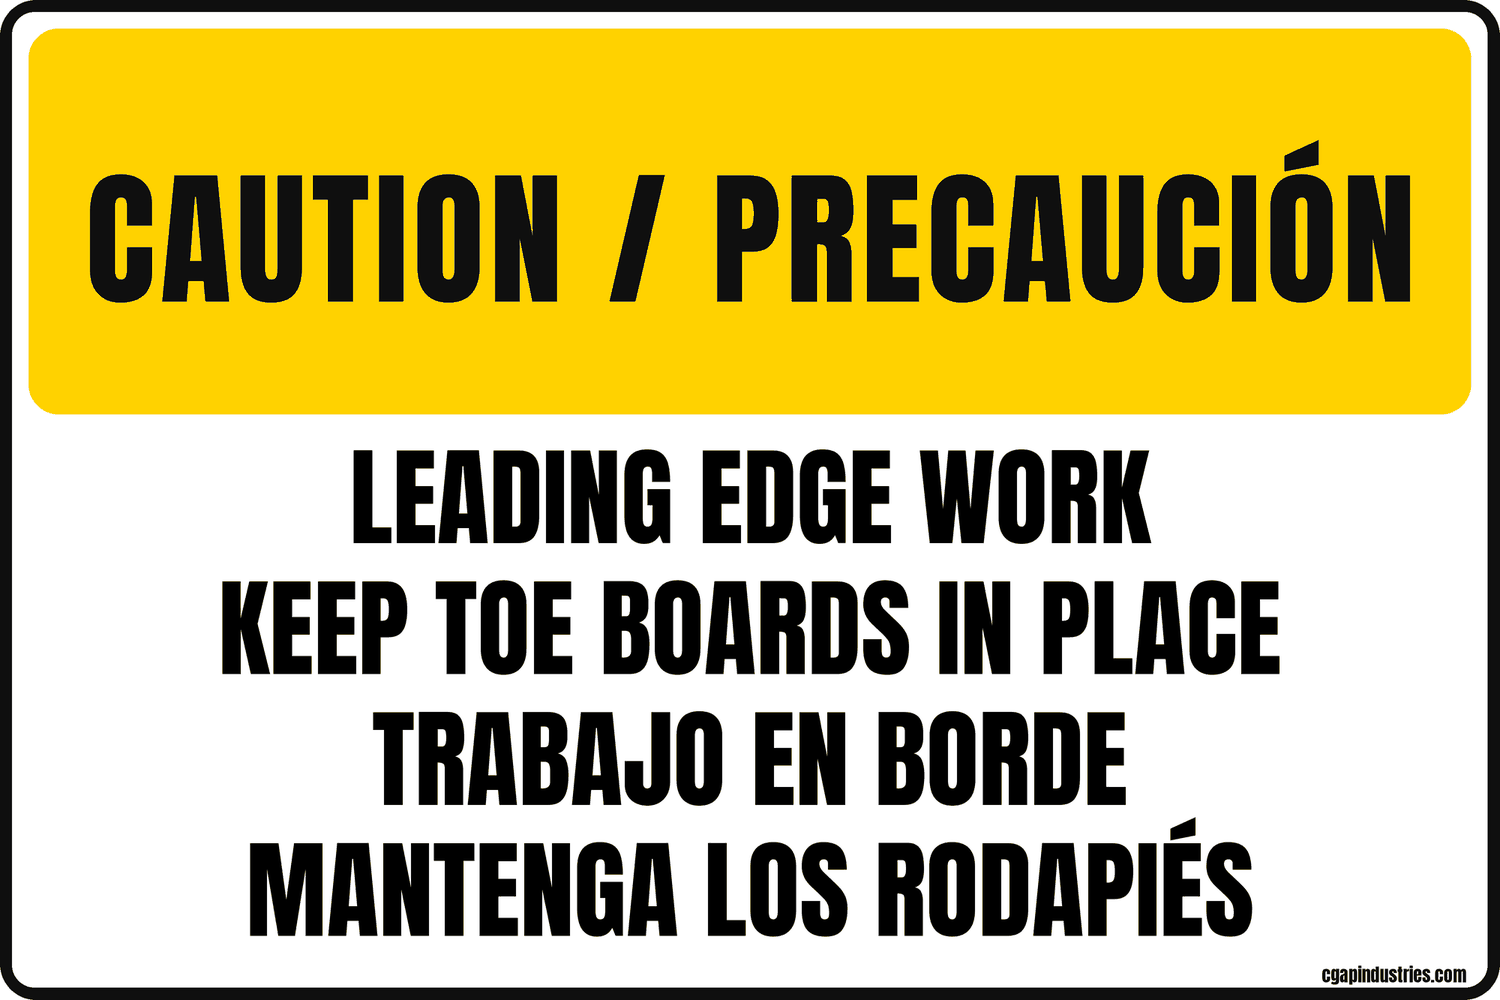 CAUTION / PRECAUCIÓN
LEADING EDGE WORK
KEEP TOE BOARDS IN PLACE
TRABAJO EN BORDE
MANTENGA LOS RODAPIÉS
cgapindustries.com